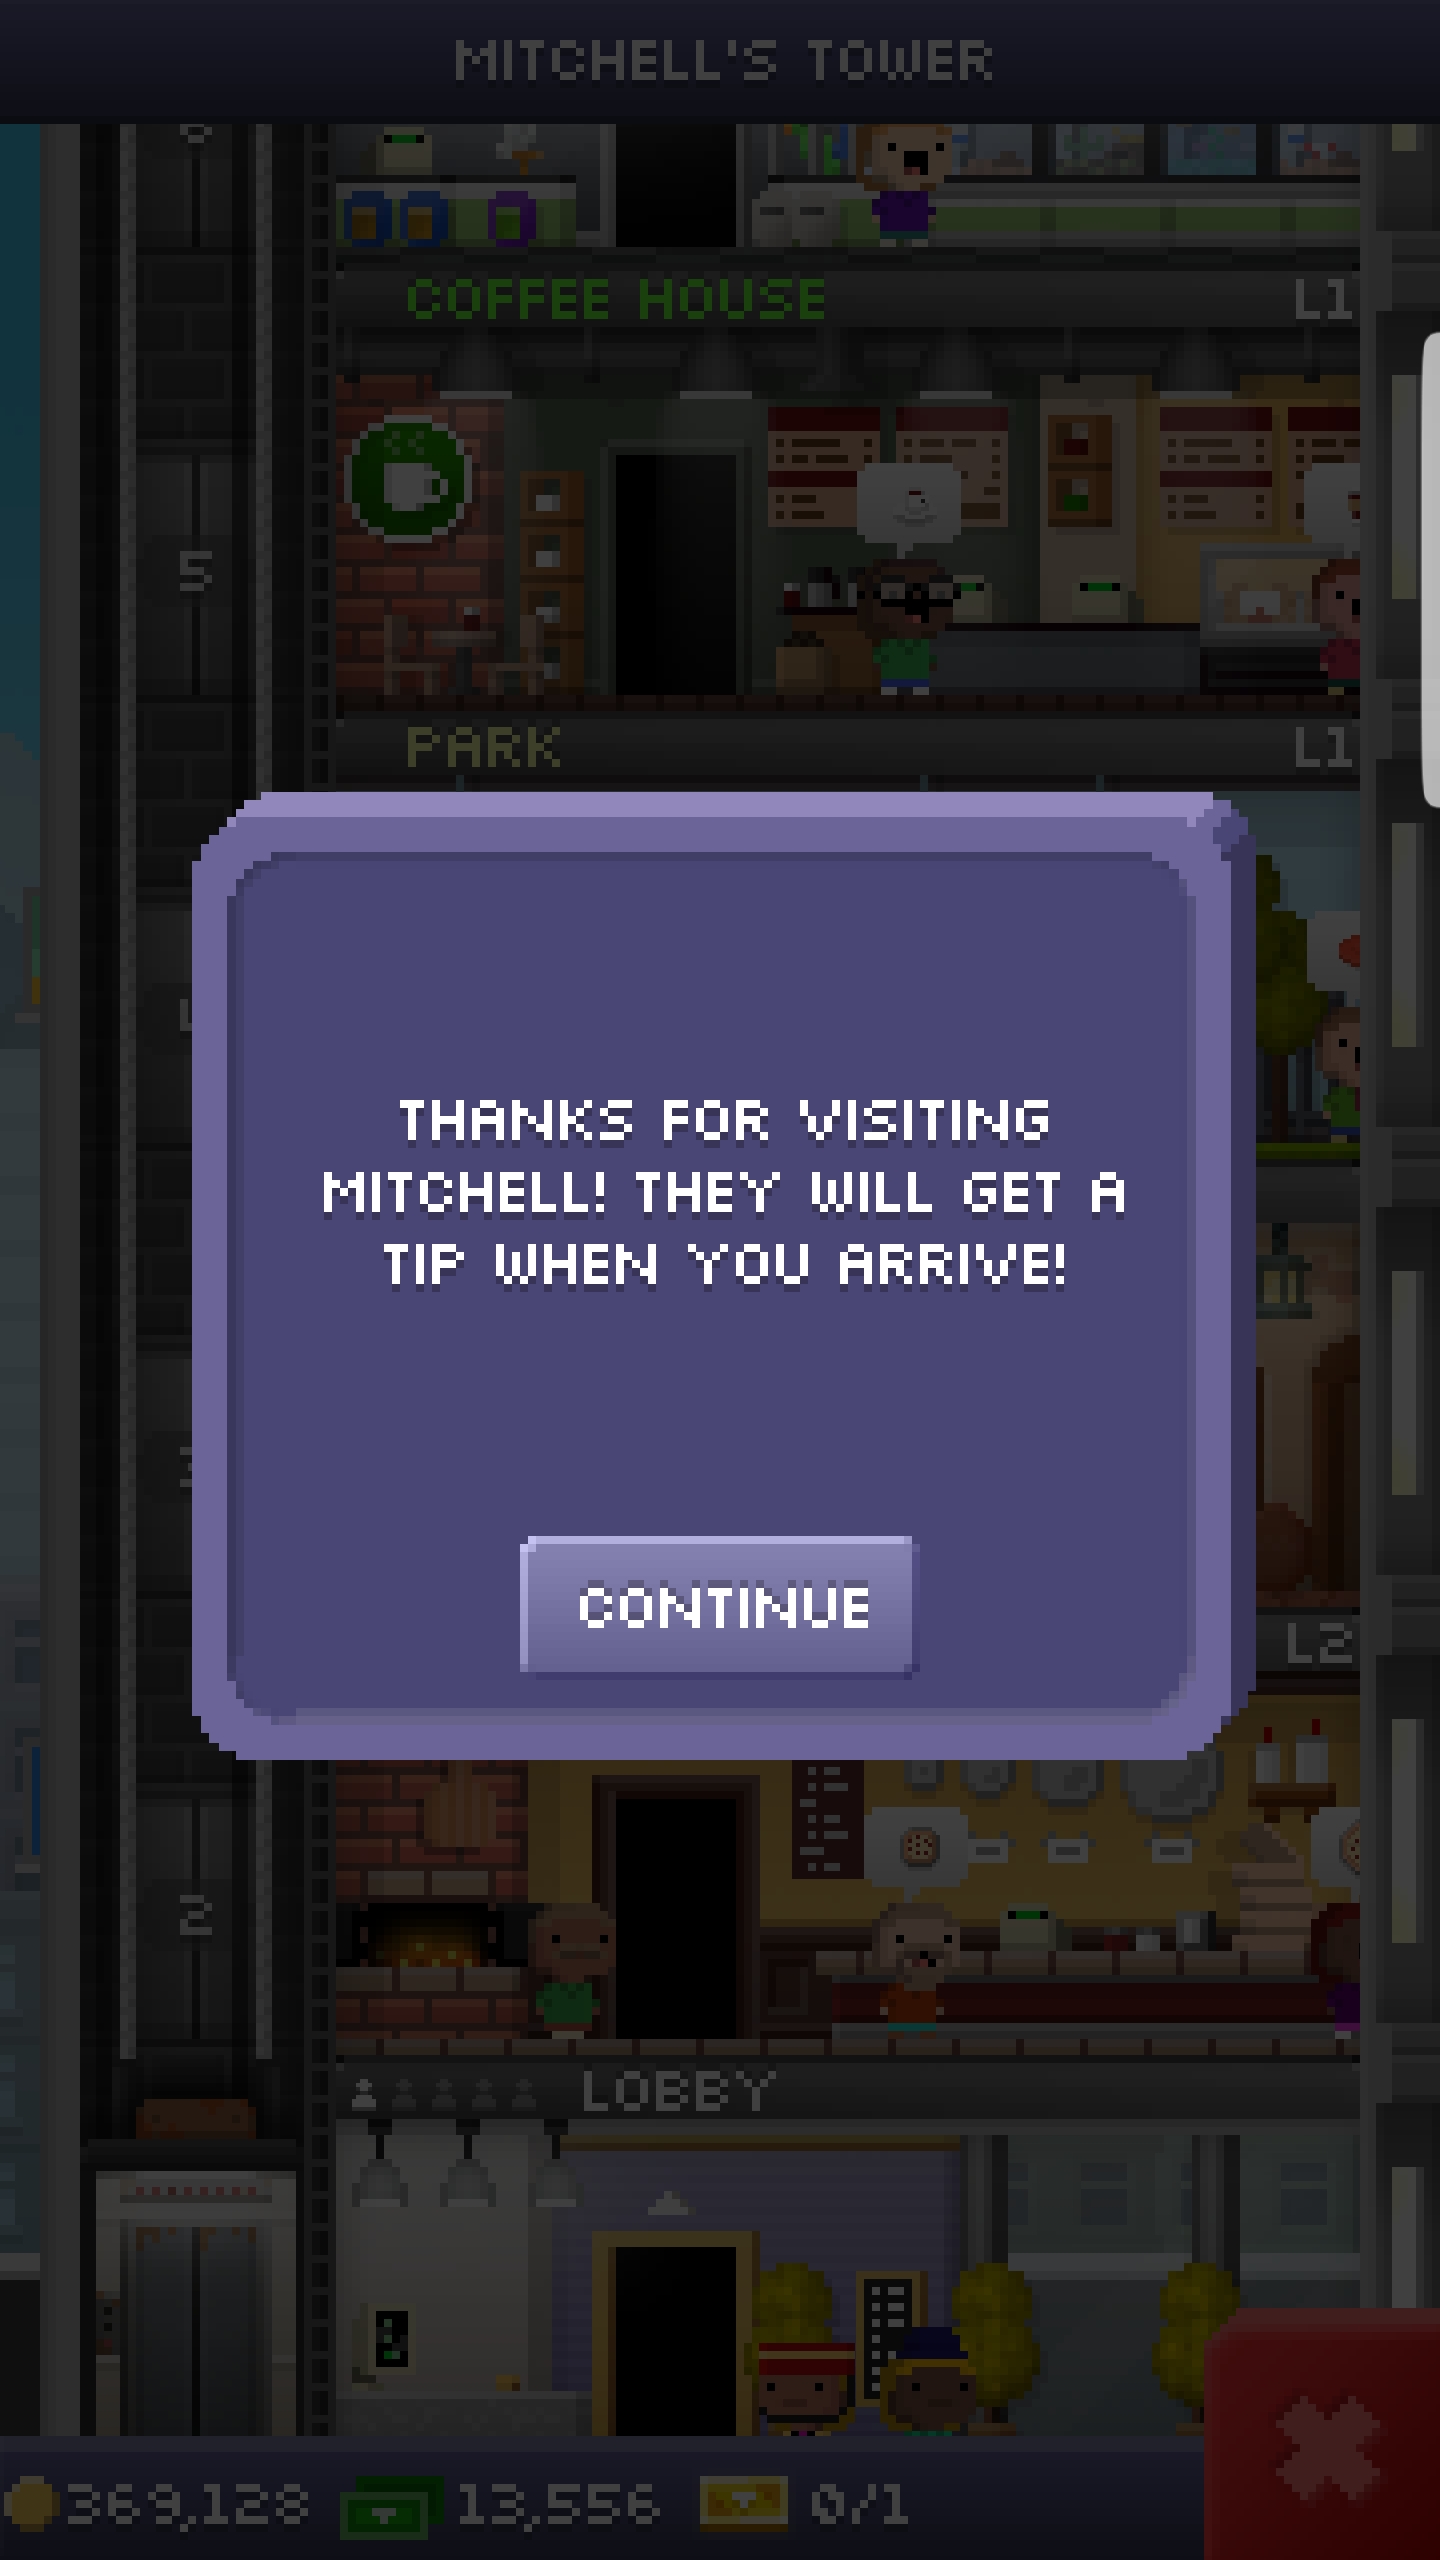 MITCHELL'S TOWER
COFFEE HOUSE L1
5
PARK L1
THANKS FOR VISITING
MITCHELL! THEY WILL GET A
TIP WHEN YOU ARRIVE!
CONTINUE
L2
2
LOBBY
369,128 13,556 0/1